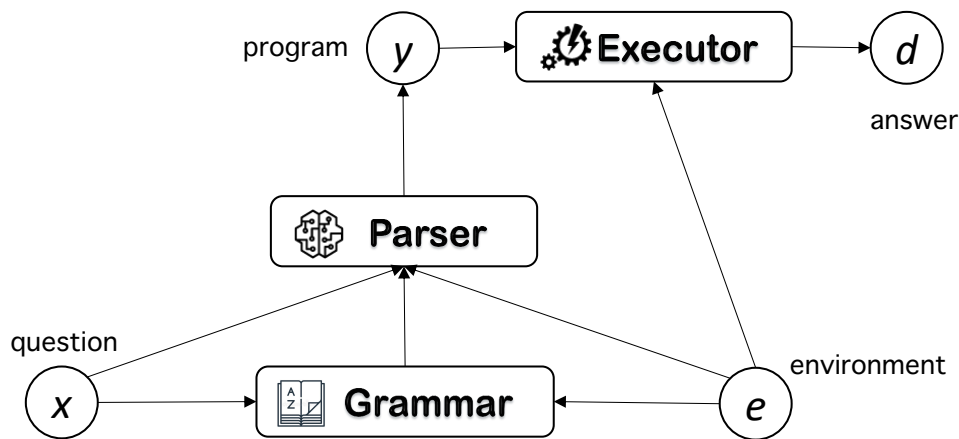 program
y
Executor
d
answer
Parser
question
environment
x
A
Z
Grammar
e